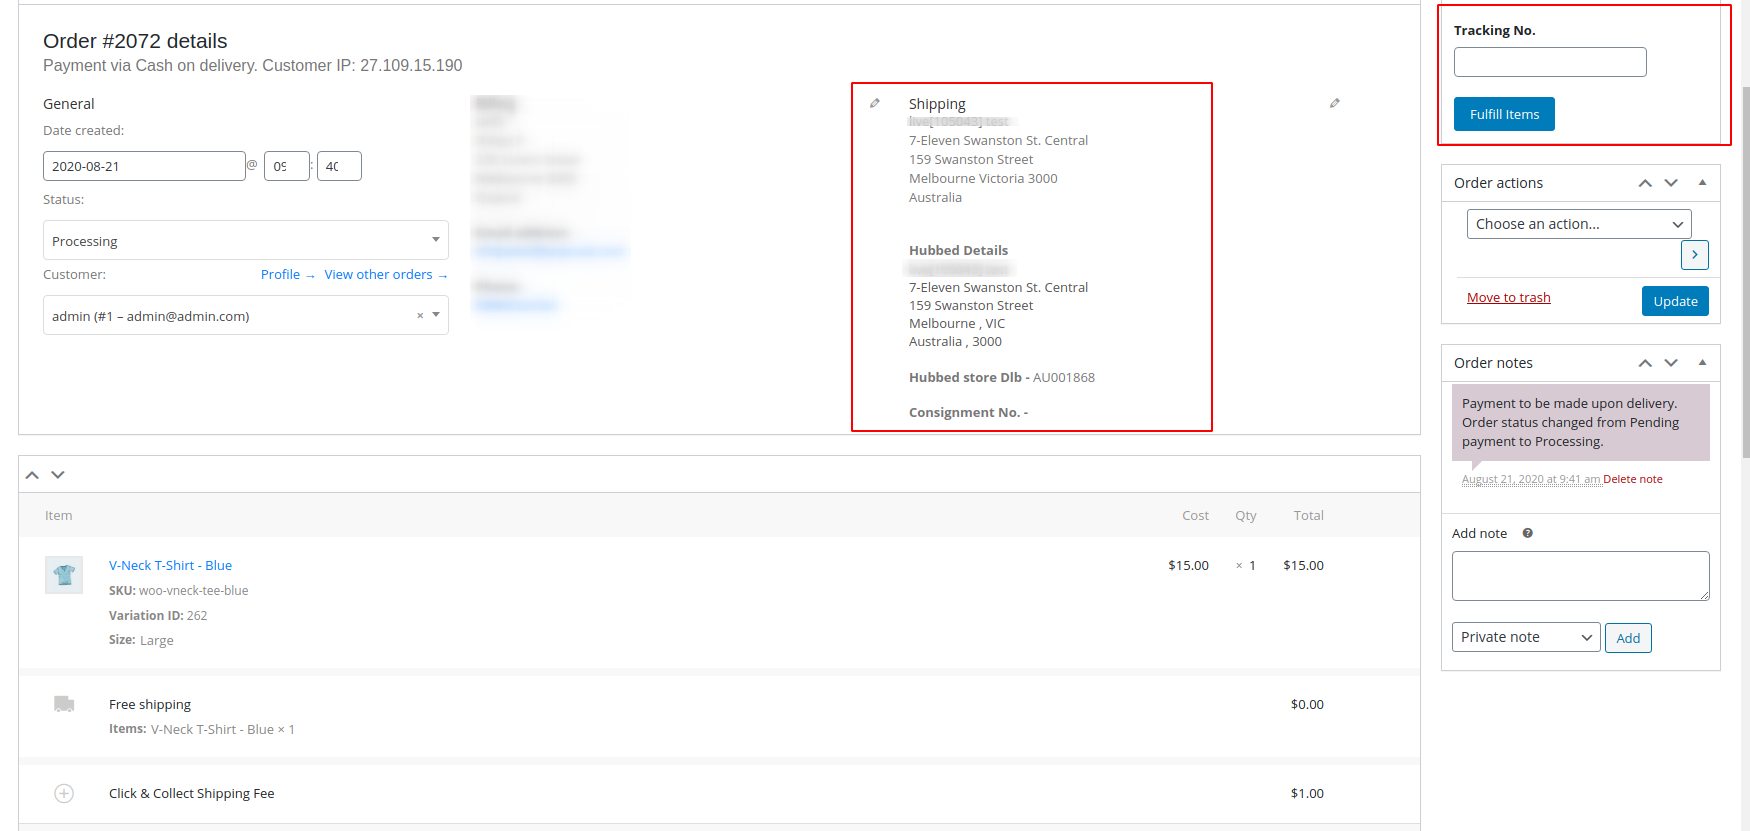 Order #2072 details
Payment via Cash on delivery. Customer IP: 27.109.15.190
General
Date created:
2020-08-21 @ 09 : 40
Status:
Processing
Customer: Profile → View other orders →
admin (#1 – admin@admin.com) ×
Shipping
live[105043] test
7-Eleven Swanston St. Central
159 Swanston Street
Melbourne Victoria 3000
Australia
Hubbed Details
7-Eleven Swanston St. Central
159 Swanston Street
Melbourne , VIC
Australia , 3000
Hubbed store Dlb - AU001868
Consignment No. -
Item Cost Qty Total
V-Neck T-Shirt - Blue $15.00 × 1 $15.00
SKU: woo-vneck-tee-blue
Variation ID: 262
Size: Large
Free shipping $0.00
Items: V-Neck T-Shirt - Blue × 1
Click & Collect Shipping Fee $1.00
Tracking No.
Fulfill Items
Order actions
Choose an action...
Move to trash Update
Order notes
Payment to be made upon delivery.
Order status changed from Pending
payment to Processing.
August 21, 2020 at 9:41 am Delete note
Add note ?
Private note Add